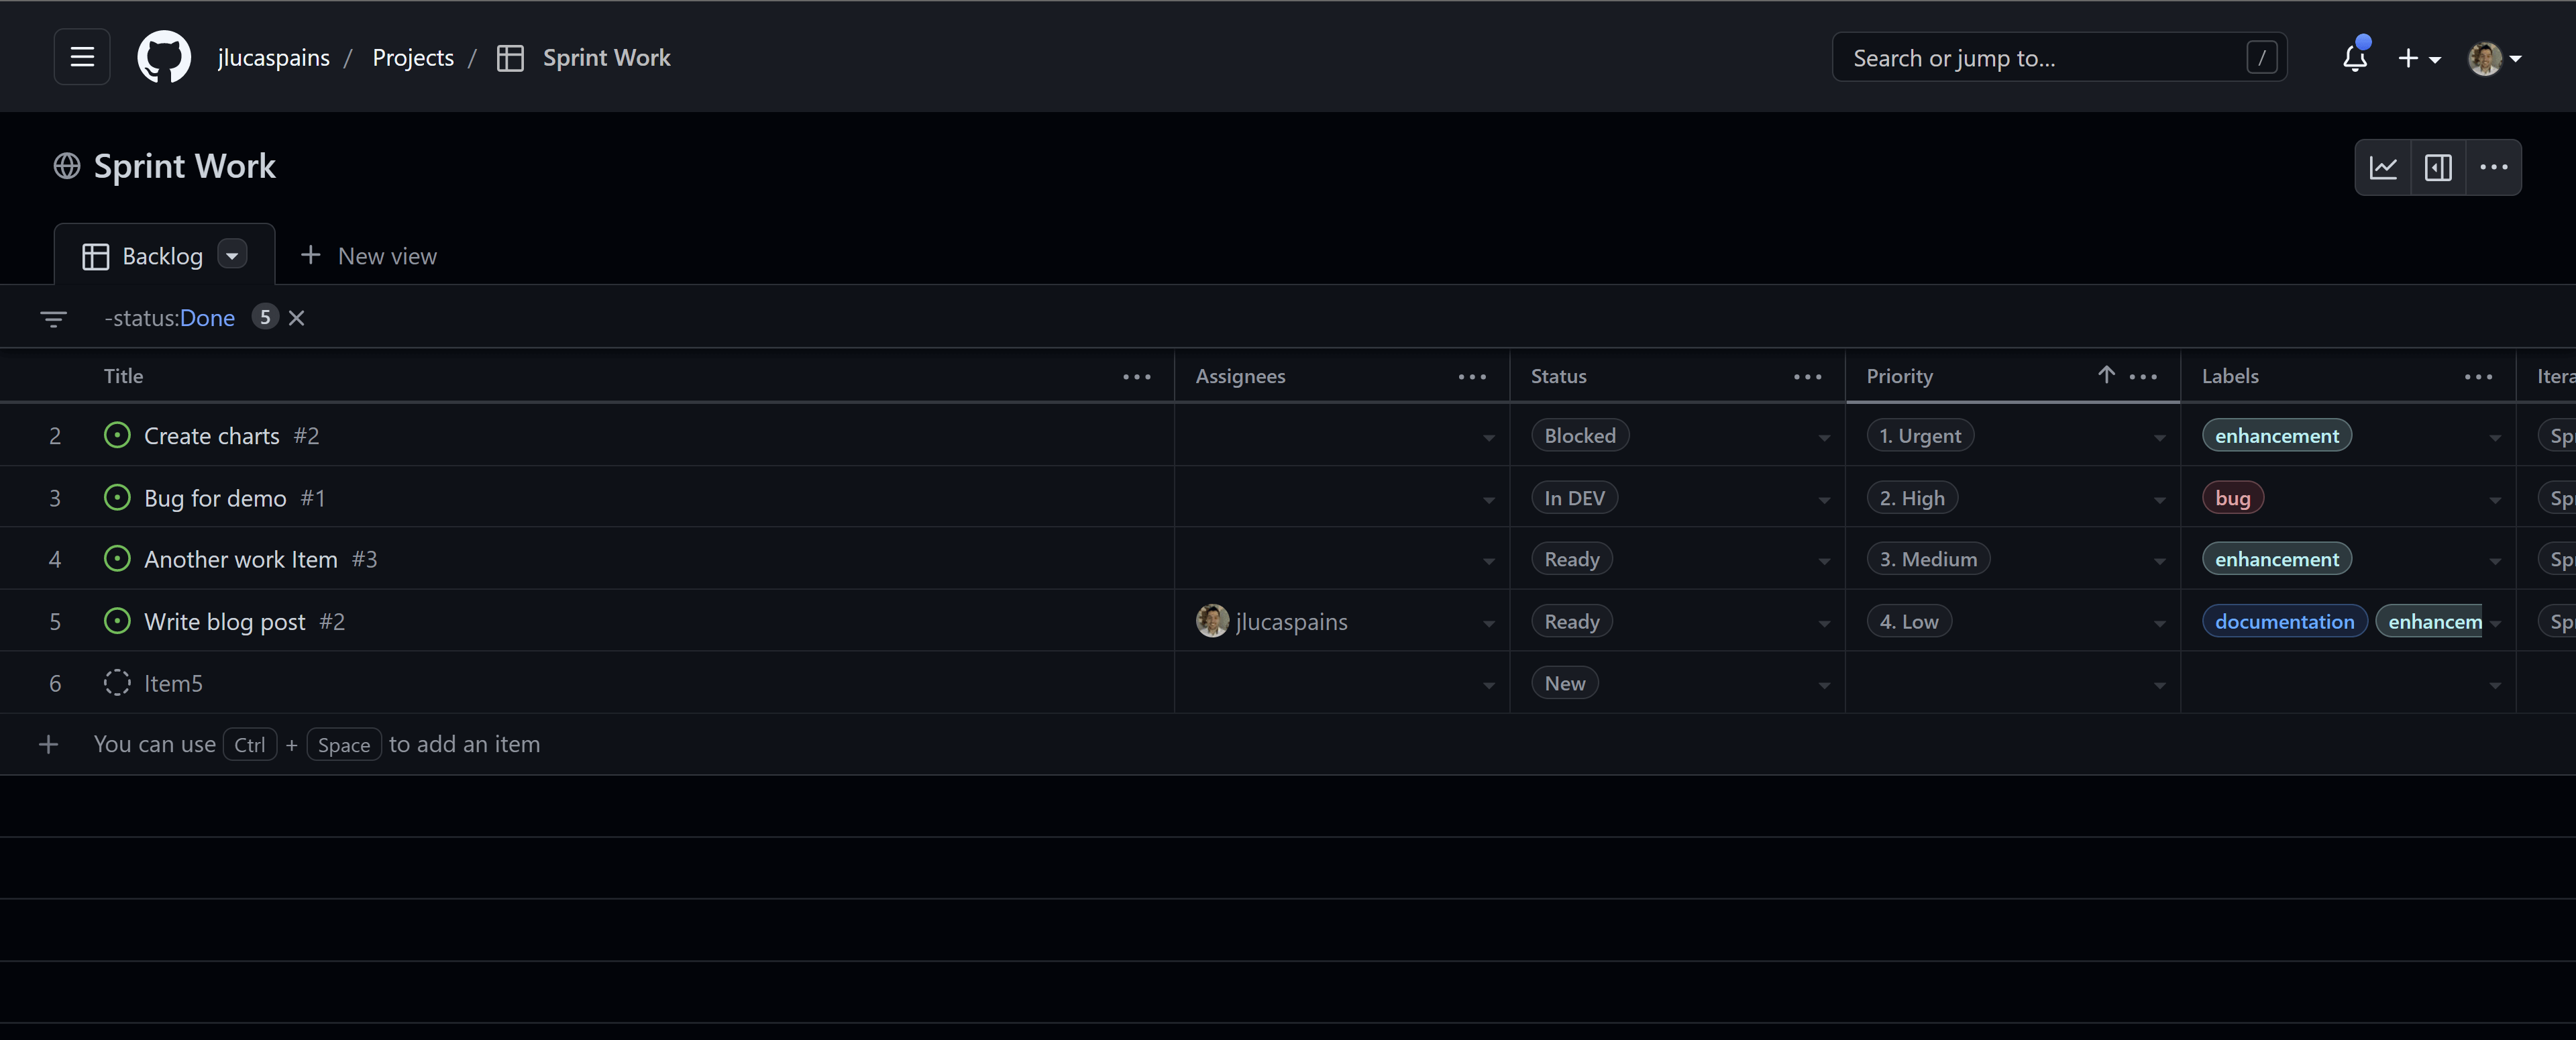 jlucaspains / Projects / Sprint Work Search or jump to... /
Sprint Work
Backlog New view
-status:Done 5
Title Assignees Status Priority Labels Itera
2 Create charts #2 Blocked 1. Urgent enhancement Sp
3 Bug for demo #1 In DEV 2. High bug Sp
4 Another work Item #3 Ready 3. Medium enhancement Sp
5 Write blog post #2 jlucaspains Ready 4. Low documentation enhancem Sp
6 Item5 New
You can use Ctrl + Space to add an item